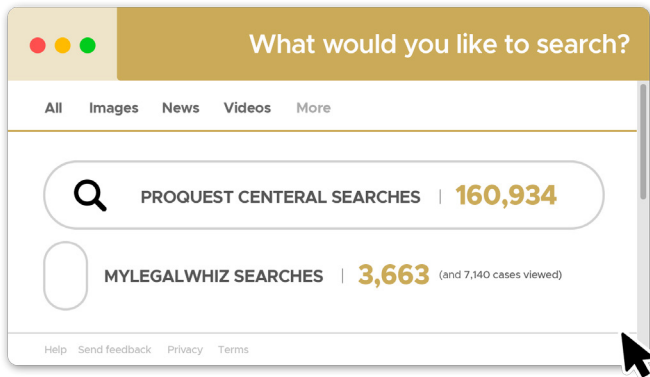 What would you like to search?
All Images News Videos More
PROQUEST CENTERAL SEARCHES | 160,934
MYLEGALWHIZ SEARCHES | 3,663 (and 7,140 cases viewed)
Help Send feedback Privacy Terms